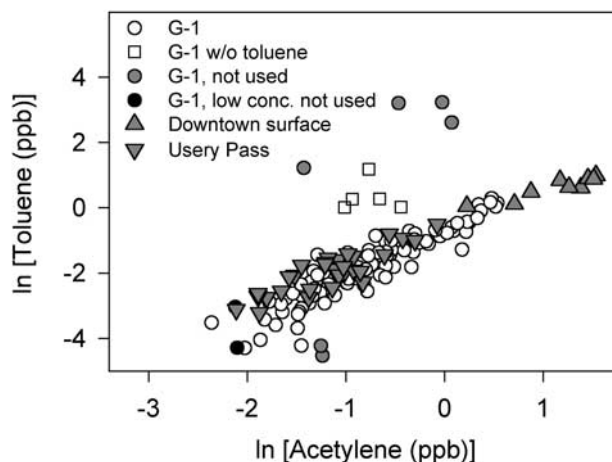 G-1
G-1 w/o toluene
G-1, not used
G-1, low conc. not used
Downtown surface
Usery Pass
ln [Toluene (ppb)]
4
2
0
-2
-4
-3
-2
-1
0
1
ln [Acetylene (ppb)]